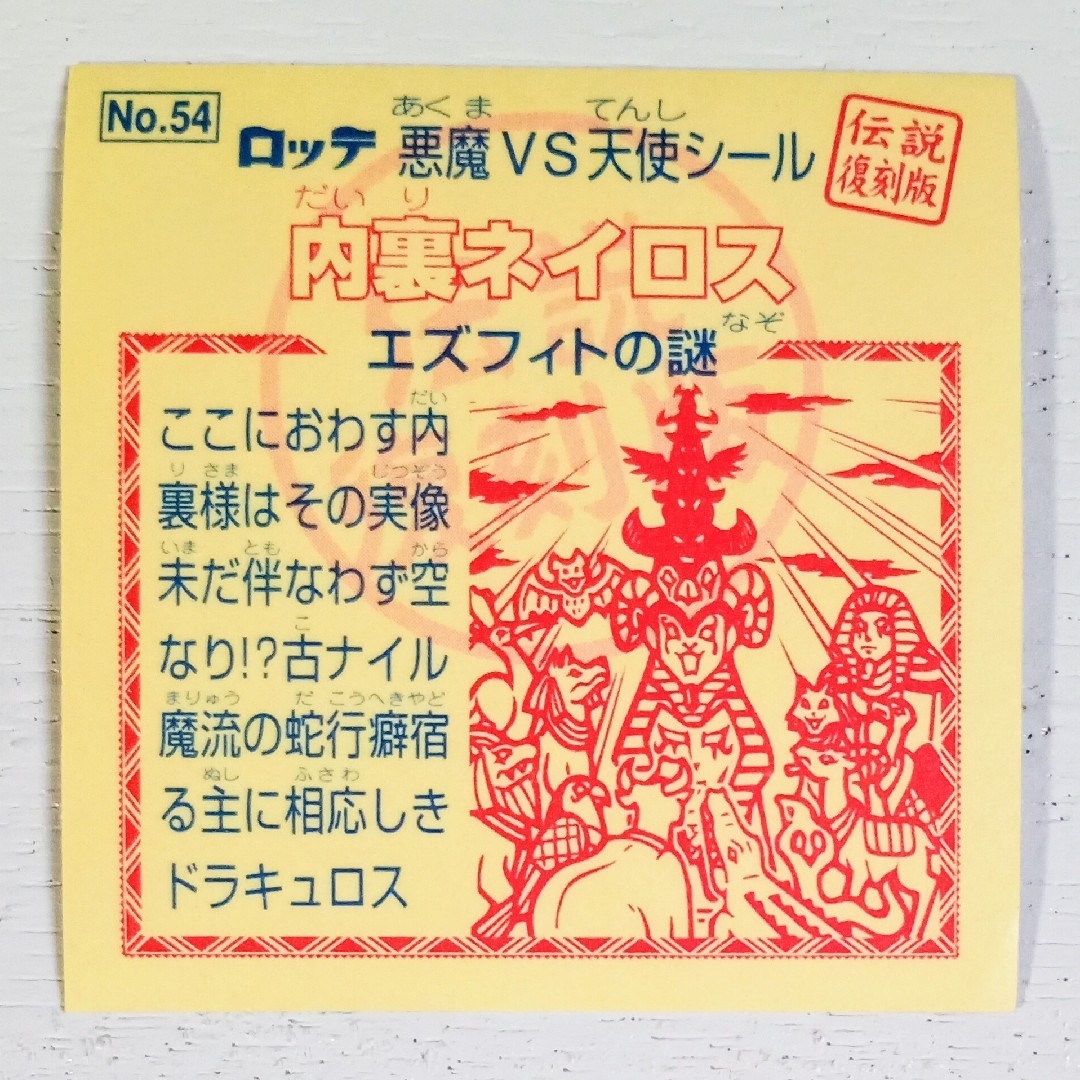 No.54
あくま てんし
ロッテ 悪魔VS天使シール
伝説
復刻版
だいり
内裏ネイロス
なぞ
エズフィトの謎
だい
ここにおわす内
りさま じつぞう
裏様はその実像
いま とも から
未だ伴なわず空
こ
なり!?古ナイル
まりゅう だこうへきやど
魔流の蛇行癖宿
ぬし ふさわ
る主に相応しき
ドラキュロス